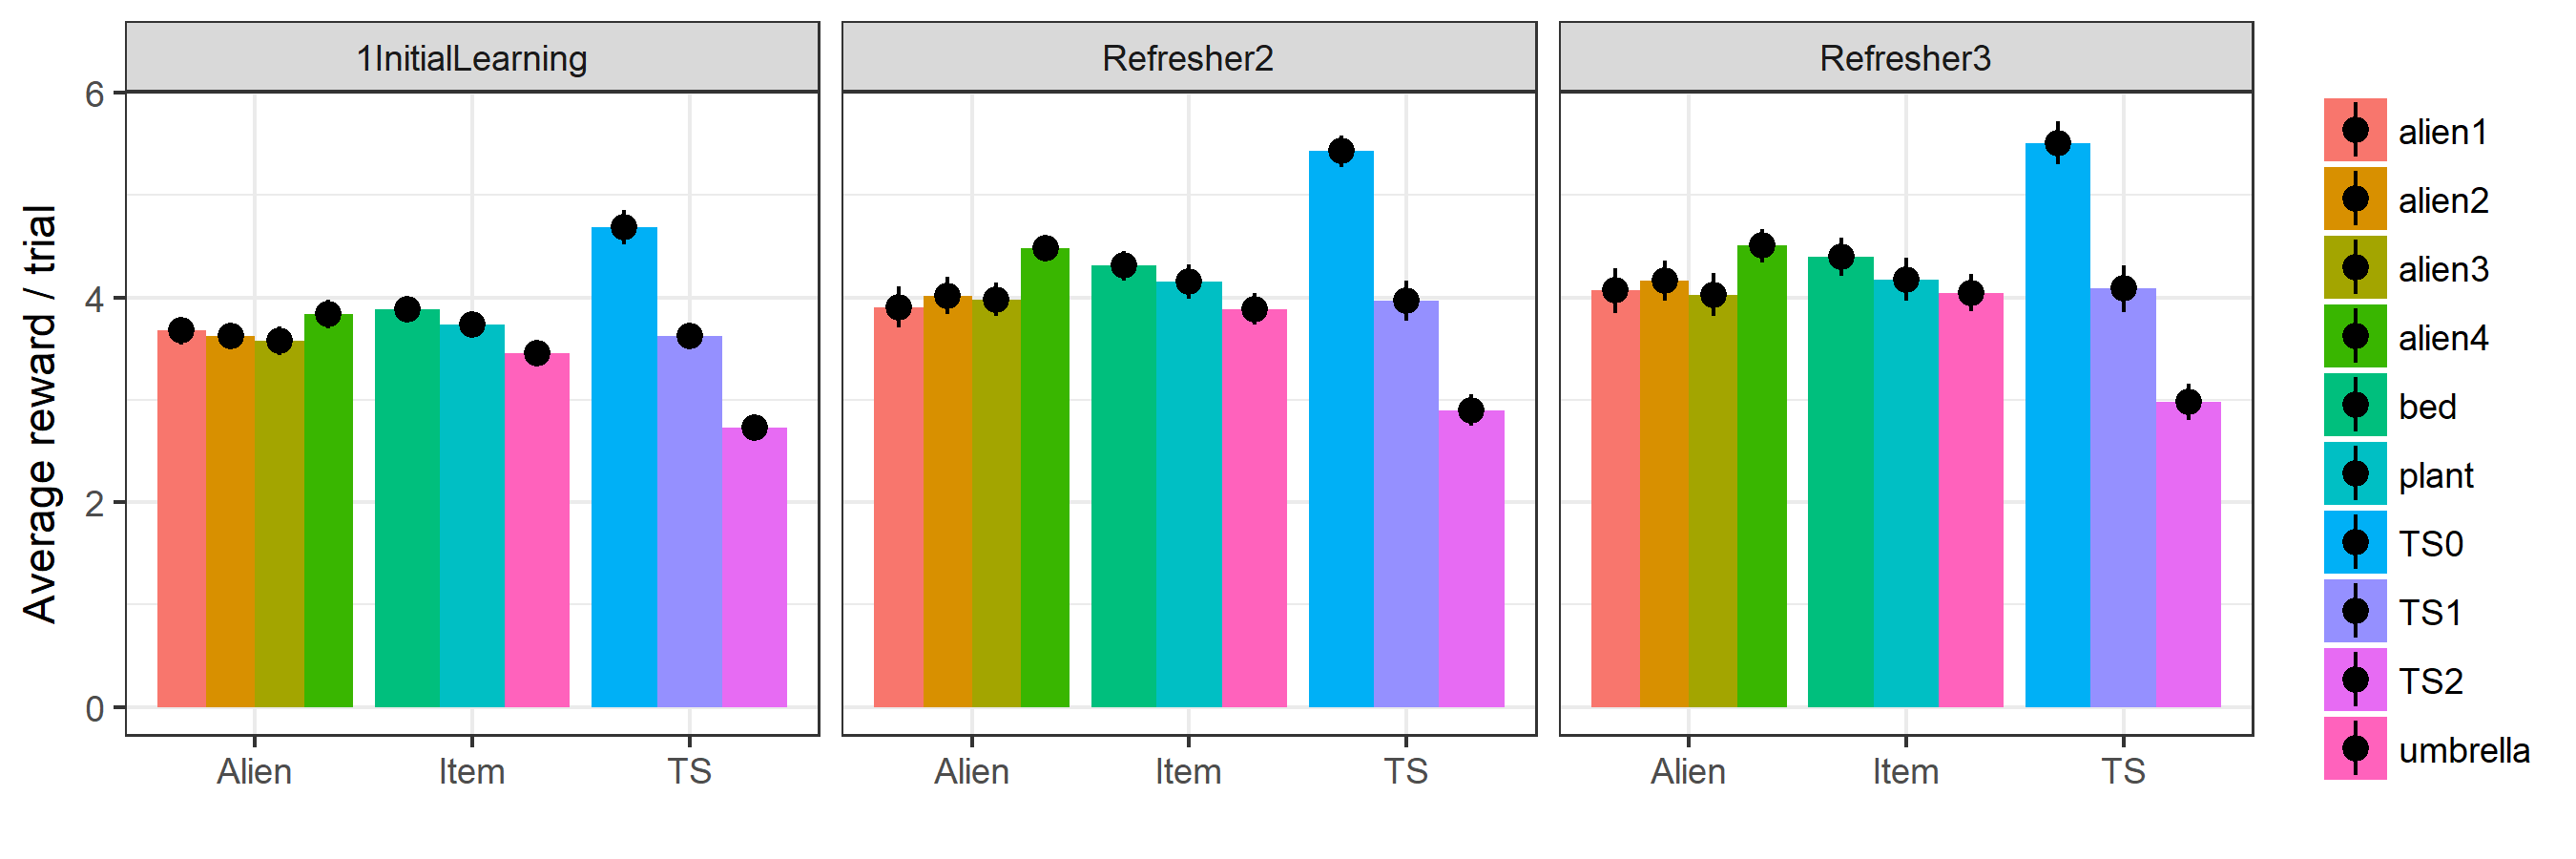 1InitialLearning
Refresher2
Refresher3
Average reward / trial
6
4
2
0
Alien
Item
TS
Alien
Item
TS
Alien
Item
TS
alien1
alien2
alien3
alien4
bed
plant
TS0
TS1
TS2
umbrella